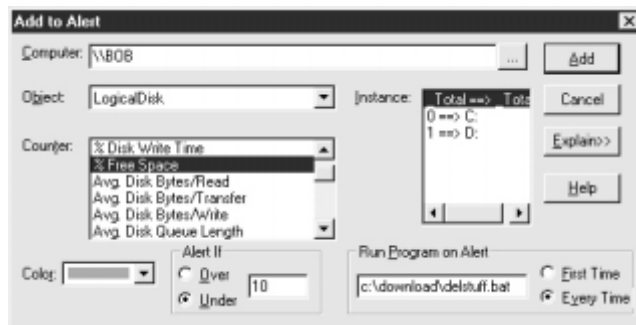 Add to Alert
Computer: \\BOB
...
Add
Object: LogicalDisk
Instance:
Total ==> Tota
0 ==> C:
1 ==> D:
Cancel
Counter:
% Disk Write Time
% Free Space
Avg. Disk Bytes/Read
Avg. Disk Bytes/Transfer
Avg. Disk Bytes/Write
Avg. Disk Queue Length
Explain>>
Help
Color:
Alert If
Over
Under
10
Run Program on Alert
c:\download\delstuff.bat
First Time
Every Time